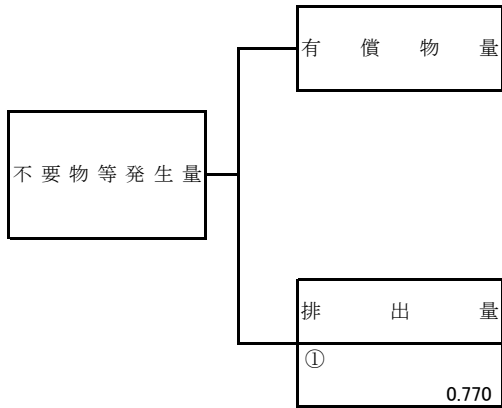 有償物量
不要物等発生量
排出量
①
0.770